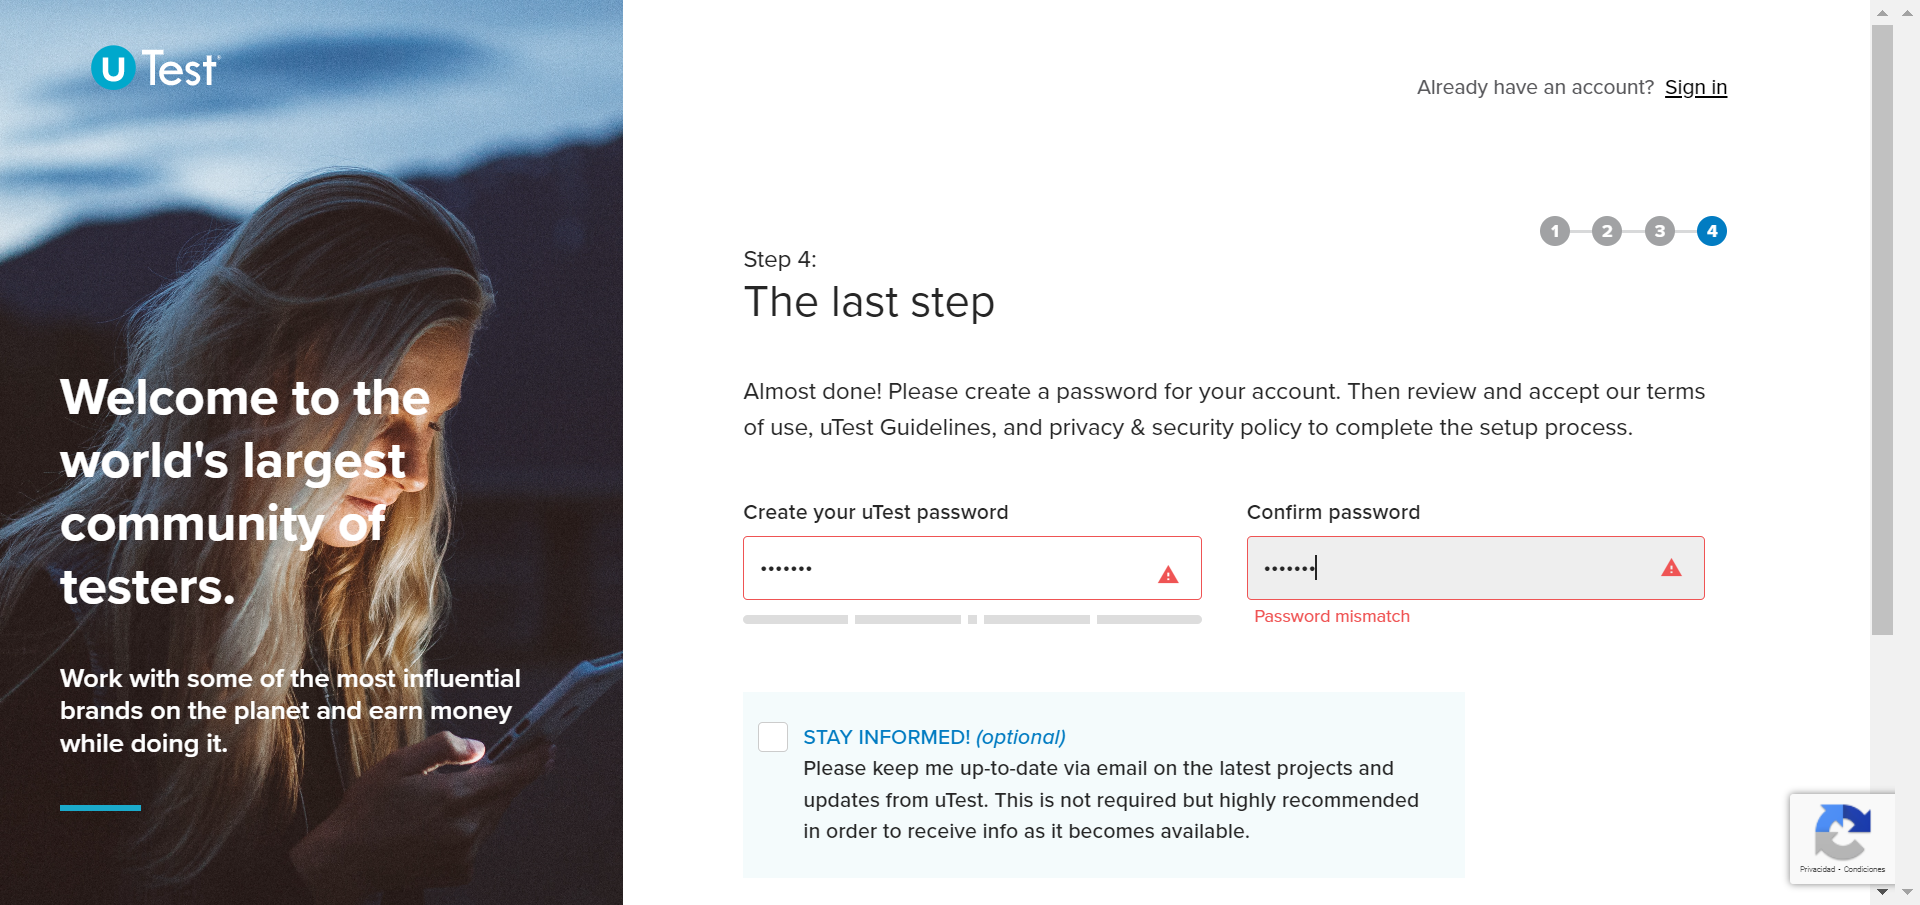 u Test
Welcome to the
world's largest
community of
testers.
Work with some of the most influential
brands on the planet and earn money
while doing it.
Already have an account? Sign in
1 2 3 4
Step 4:
The last step
Almost done! Please create a password for your account. Then review and accept our terms
of use, uTest Guidelines, and privacy & security policy to complete the setup process.
Create your uTest password
•••••••
Confirm password
•••••••
Password mismatch
STAY INFORMED! (optional)
Please keep me up-to-date via email on the latest projects and
updates from uTest. This is not required but highly recommended
in order to receive info as it becomes available.
Privacidad - Condiciones